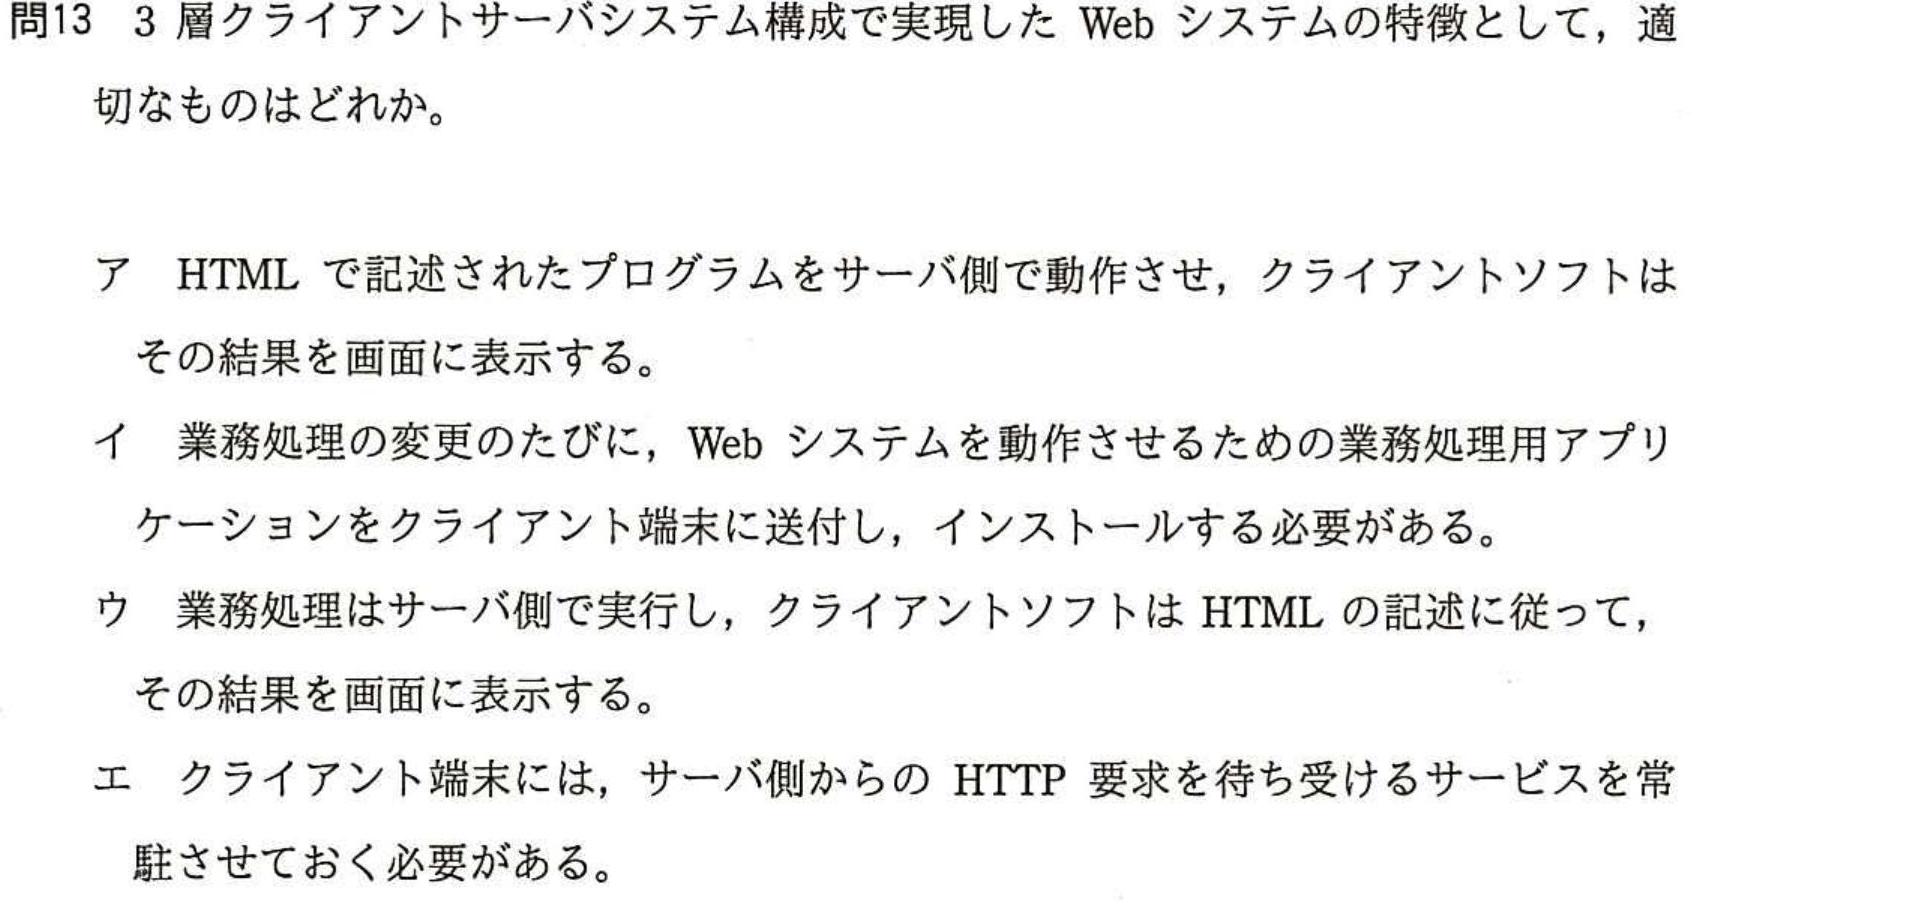 問13 3 層クライアントサーバシステム構成で実現した Web システムの特徴として，適
切なものはどれか。
ア HTML で記述されたプログラムをサーバ側で動作させ，クライアントソフトは
その結果を画面に表示する。
イ 業務処理の変更のたびに，Web システムを動作させるための業務処理用アプリ
ケーションをクライアント端末に送付し，インストールする必要がある。
ウ 業務処理はサーバ側で実行し，クライアントソフトは HTML の記述に従って，
その結果を画面に表示する。
エ クライアント端末には，サーバ側からの HTTP 要求を待ち受けるサービスを常
駐させておく必要がある。